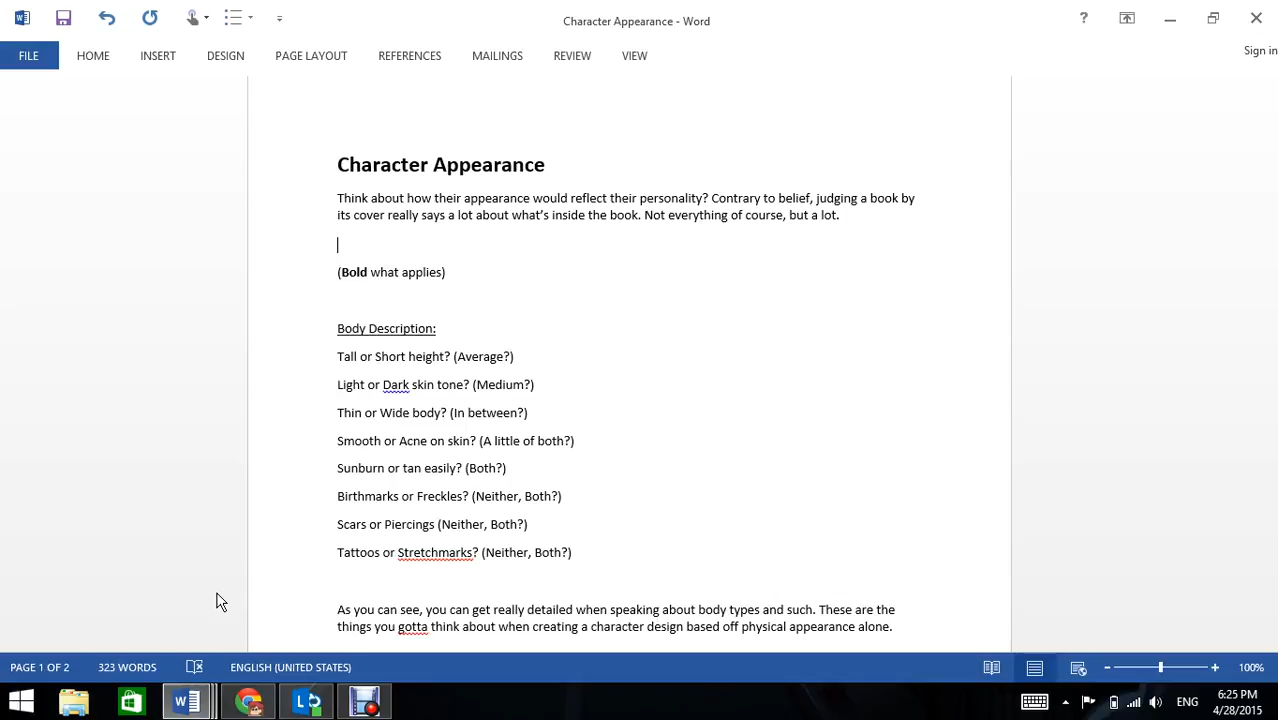 Character Appearance - Word
?
FILE HOME INSERT DESIGN PAGE LAYOUT REFERENCES MAILINGS REVIEW VIEW
Sign in
Character Appearance
Think about how their appearance would reflect their personality? Contrary to belief, judging a book by
its cover really says a lot about what's inside the book. Not everything of course, but a lot.
(Bold what applies)
Body Description:
Tall or Short height? (Average?)
Light or Dark skin tone? (Medium?)
Thin or Wide body? (In between?)
Smooth or Acne on skin? (A little of both?)
Sunburn or tan easily? (Both?)
Birthmarks or Freckles? (Neither, Both?)
Scars or Piercings (Neither, Both?)
Tattoos or Stretchmarks? (Neither, Both?)
As you can see, you can get really detailed when speaking about body types and such. These are the
things you gotta think about when creating a character design based off physical appearance alone.
PAGE 1 OF 2 323 WORDS ENGLISH (UNITED STATES) 100%
ENG
6:25 PM
4/28/2015